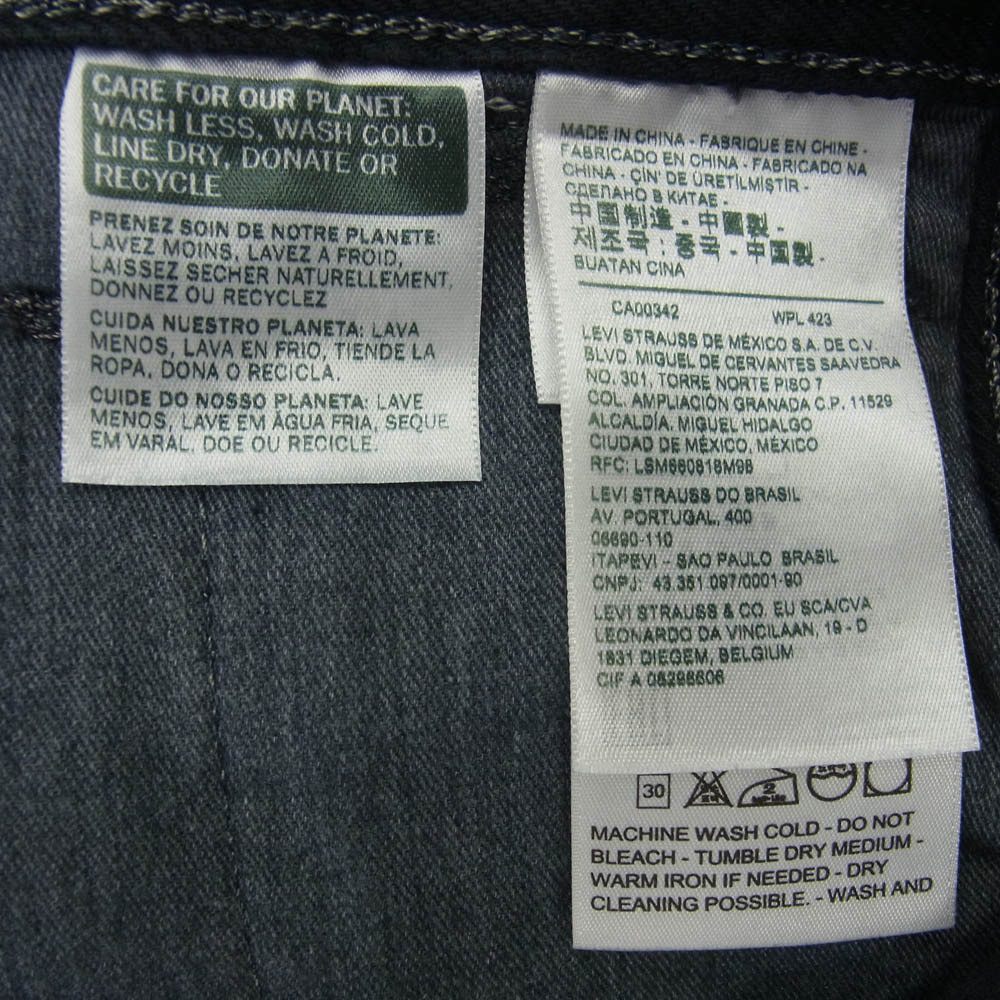 CARE FOR OUR PLANET:
WASH LESS, WASH COLD,
LINE DRY, DONATE OR
RECYCLE
PRENEZ SOIN DE NOTRE PLANETE:
LAVEZ MOINS, LAVEZ A FROID,
LAISSEZ SECHER NATURELLEMENT,
DONNEZ OU RECYCLEZ
CUIDA NUESTRO PLANETA: LAVA
MENOS, LAVA EN FRIO, TIENDE LA
ROPA, DONA O RECICLA.
CUIDE DO NOSSO PLANETA: LAVE
MENOS, LAVE EM ÁGUA FRIA, SEQUE
EM VARAL, DOE OU RECICLE.
MADE IN CHINA - FABRIQUE EN CHINE -
FABRICADO EN CHINA - FABRICADO NA
CHINA - ÇIN' DE ÜRETILMIŞTIR -
СДЕЛАНО В КИТАЕ -
中国制造 - 中國製 -
제조국 : 중국 - 中国製 -
BUATAN CINA
CA00342 WPL 423
LEVI STRAUSS DE MÉXICO S.A. DE C.V.
BLVD. MIGUEL DE CERVANTES SAAVEDRA
NO. 301, TORRE NORTE PISO 7
COL. AMPLIACIÓN GRANADA C.P. 11529
ALCALDÍA. MIGUEL HIDALGO
CIUDAD DE MÉXICO, MÉXICO
RFC: LSM660818M98
LEVI STRAUSS DO BRASIL
AV. PORTUGAL, 400
06690-110
ITAPEVI - SAO PAULO BRASIL
CNPJ: 43.351.097/0001-90
LEVI STRAUSS & CO. EU SCA/CVA
LEONARDO DA VINCILAAN, 19 - D
1831 DIEGEM, BELGIUM
CIF A 08298606
30
MACHINE WASH COLD - DO NOT
BLEACH - TUMBLE DRY MEDIUM -
WARM IRON IF NEEDED - DRY
CLEANING POSSIBLE. - WASH AND